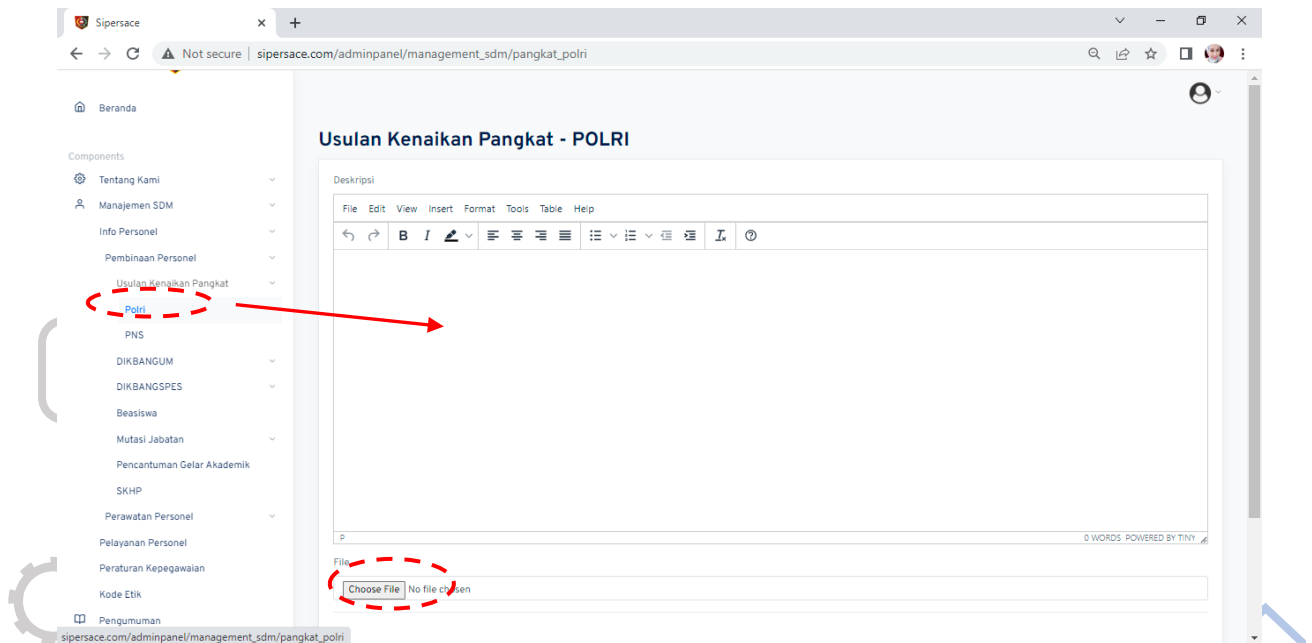 Sipersace
Not secure | sipersace.com/adminpanel/management_sdm/pangkat_polri
Beranda
Components
Tentang Kami
Manajemen SDM
Info Personel
Pembinaan Personel
Usulan Kenaikan Pangkat
Polri
PNS
DIKBANGUM
DIKBANGSPES
Beasiswa
Mutasi Jabatan
Pencantuman Gelar Akademik
SKHP
Perawatan Personel
Pelayanan Personel
Peraturan Kepegawaian
Kode Etik
Pengumuman
sipersace.com/adminpanel/management_sdm/pangkat_polri
Usulan Kenaikan Pangkat - POLRI
Deskripsi
File Edit View Insert Format Tools Table Help
B I
P 0 WORDS POWERED BY TINY
File
Choose File No file chosen